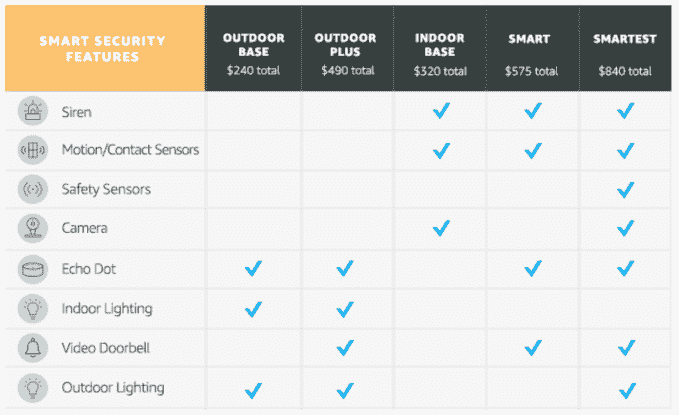 SMART SECURITY
FEATURES
OUTDOOR
BASE
$240 total
OUTDOOR
PLUS
$490 total
INDOOR
BASE
$320 total
SMART
$575 total
SMARTEST
$840 total
Siren
Motion/Contact Sensors
Safety Sensors
Camera
Echo Dot
Indoor Lighting
Video Doorbell
Outdoor Lighting